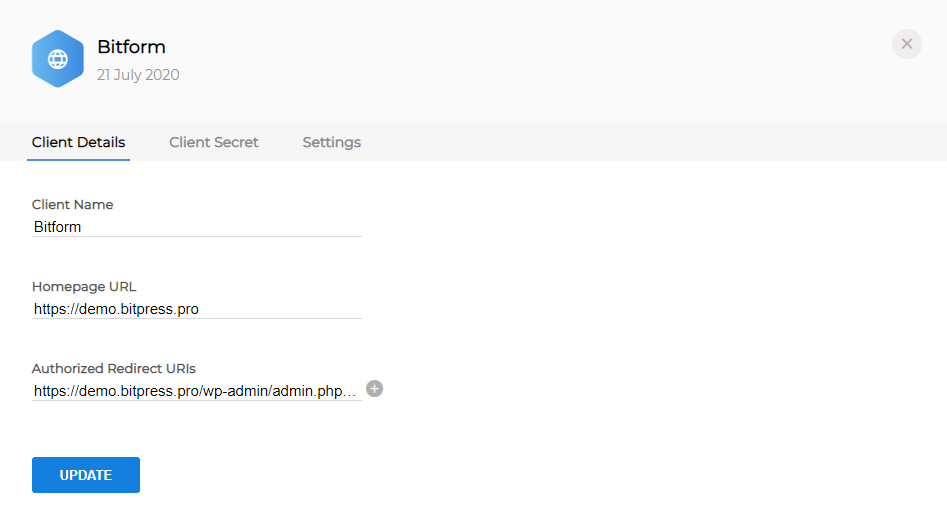 Bitform
21 July 2020
Client Details Client Secret Settings
Client Name
Bitform
Homepage URL
https://demo.bitpress.pro
Authorized Redirect URIs
https://demo.bitpress.pro/wp-admin/admin.php...
UPDATE